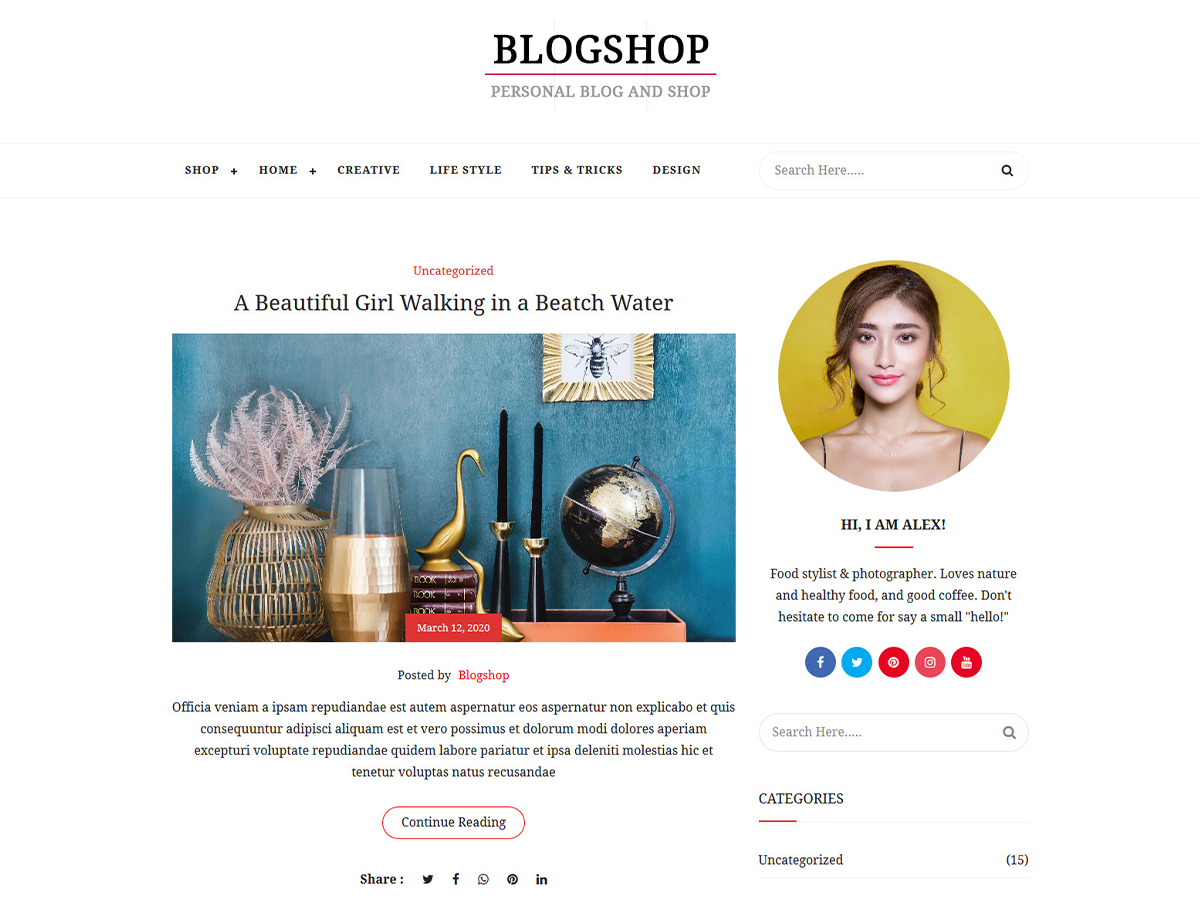 BLOGSHOP
PERSONAL BLOG AND SHOP
SHOP + HOME + CREATIVE LIFE STYLE TIPS & TRICKS DESIGN Search Here.....
Uncategorized
A Beautiful Girl Walking in a Beatch Water
BOOK
BOOK
BOOK
March 12, 2020
Posted by Blogshop
Officia veniam a ipsam repudiandae est autem aspernatur eos aspernatur non explicabo et quis
consequuntur adipisci aliquam est et vero possimus et dolorum modi dolores aperiam
excepturi voluptate repudiandae quidem labore pariatur et ipsa deleniti molestias hic et
tenetur voluptas natus recusandae
Continue Reading
Share :
HI, I AM ALEX!
Food stylist & photographer. Loves nature
and healthy food, and good coffee. Don't
hesitate to come for say a small "hello!"
Search Here.....
CATEGORIES
Uncategorized (15)